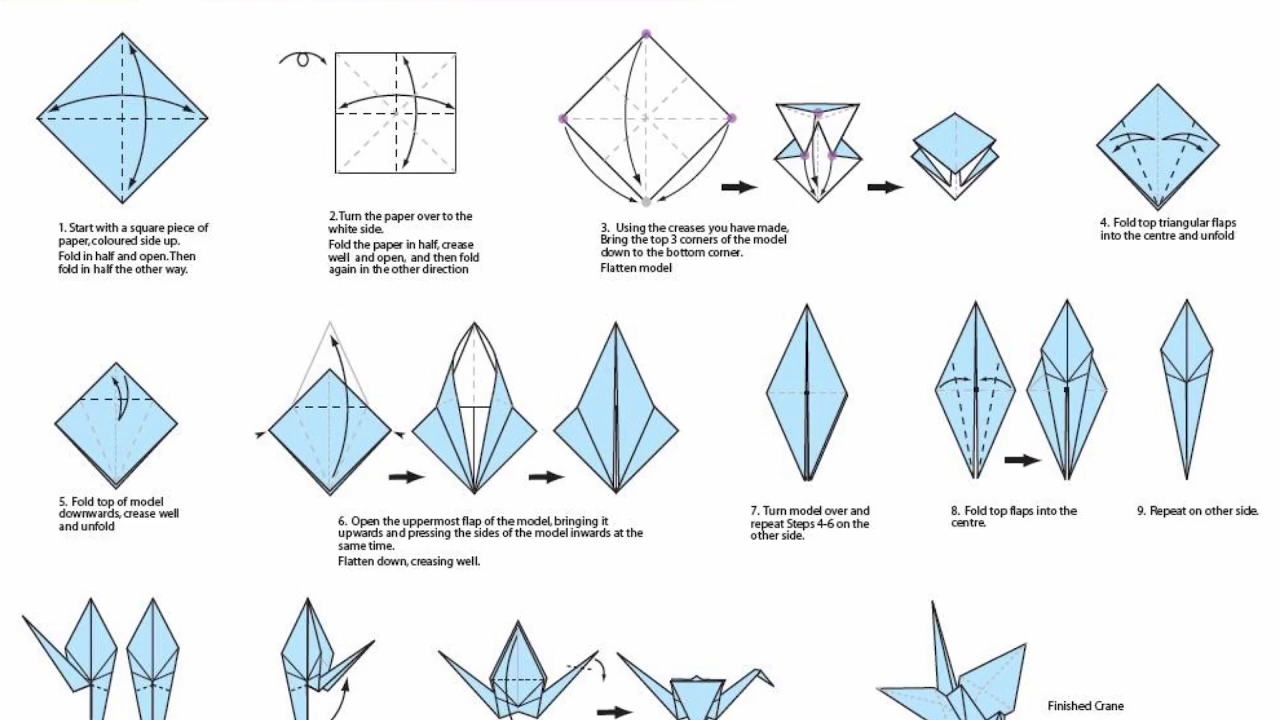 1. Start with a square piece of
paper, coloured side up.
Fold in half and open. Then
fold in half the other way.
2. Turn the paper over to the
white side.
Fold the paper in half, crease
well and open, and then fold
again in the other direction
3. Using the creases you have made,
Bring the top 3 corners of the model
down to the bottom corner.
Flatten model
4. Fold top triangular flaps
into the centre and unfold
5. Fold top of model
downwards, crease well
and unfold
6. Open the uppermost flap of the model, bringing it
upwards and pressing the sides of the model inwards at the
same time.
Flatten down, creasing well.
7. Turn model over and
repeat Steps 4-6 on the
other side.
8. Fold top flaps into the
centre.
9. Repeat on other side.
Finished Crane